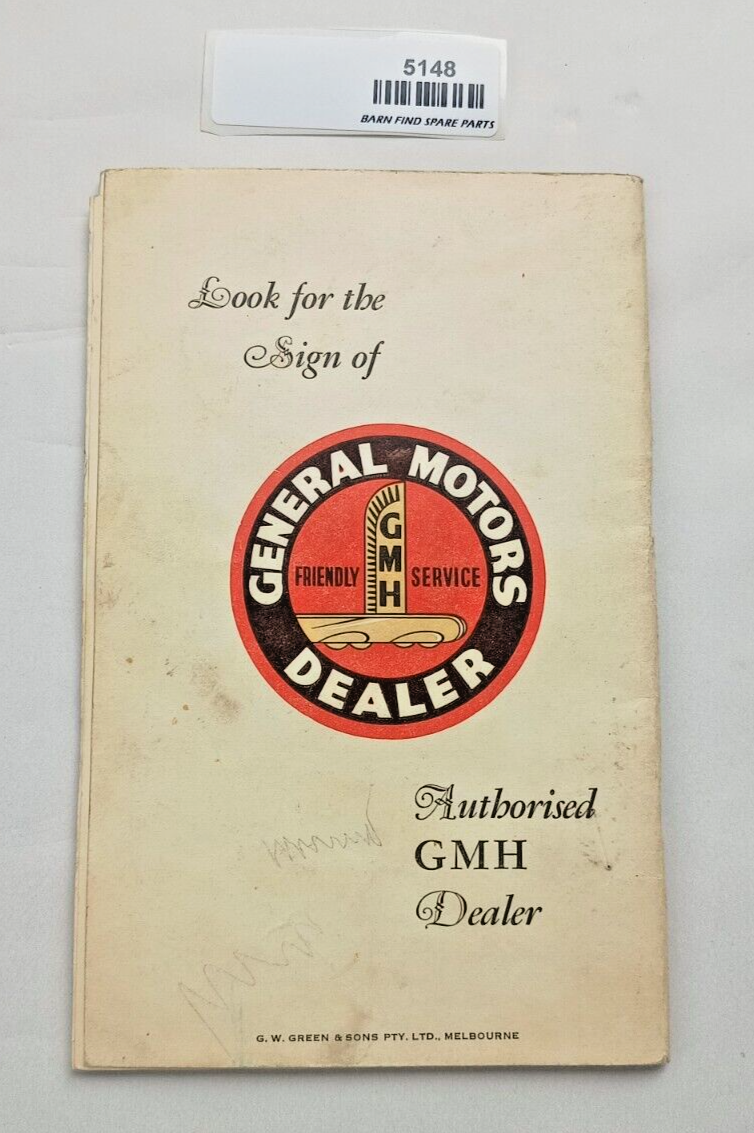 5148
BARN FIND SPARE PARTS
Look for the
Sign of
GENERAL MOTORS
GMH
FRIENDLY SERVICE
DEALER
Authorised
GMH
Dealer
G. W. GREEN & SONS PTY. LTD., MELBOURNE